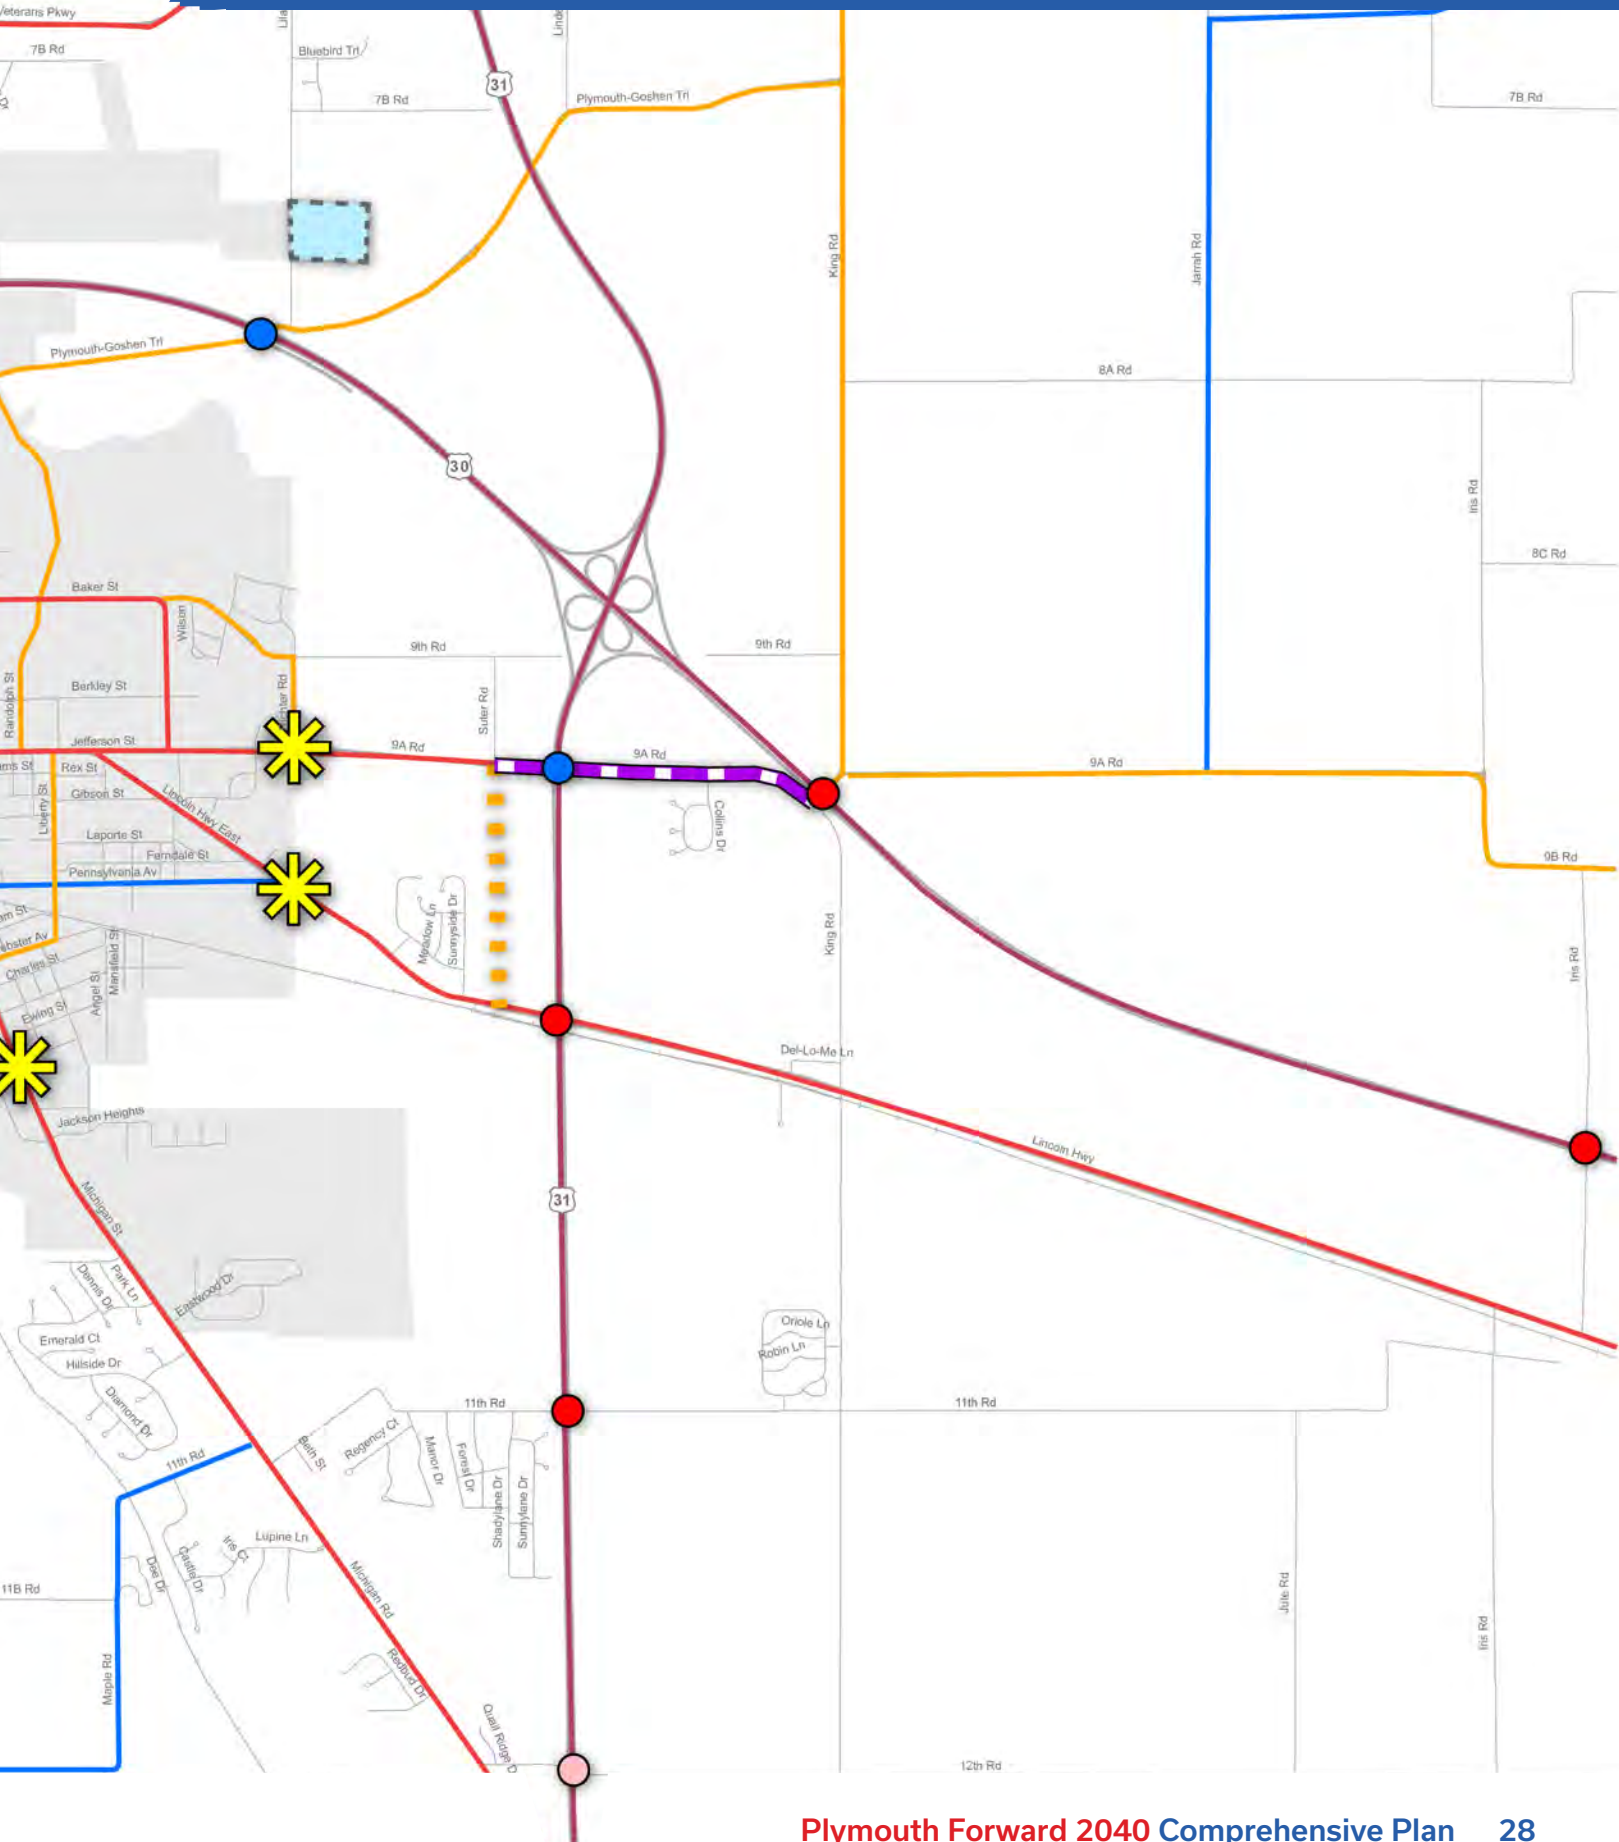 Veterans Pkwy
7B Rd
Bluebird Trl
31
7B Rd
Plymouth-Goshen Trl
7B Rd
King Rd
Jarrah Rd
Plymouth-Goshen Trl
8A Rd
30
Iris Rd
8C Rd
Baker St
Wilson
9th Rd
9th Rd
Berkley St
Randolph St
Suter Rd
Jefferson St
9A Rd
9A Rd
9A Rd
Rex St
Gibson St
Liberty St
Lincoln Hwy East
Collins Dr
Laporte St
Ferndale St
9B Rd
Pennsylvania Av
Meadow Ln
Sunnyside Dr
King Rd
Charles St
Mansfield St
Angel St
Iris Rd
Ewing St
Del-Lo-Me Ln
Jackson Heights
Lincoln Hwy
Michigan St
31
Dennis Dr
Park Ln
Eastwood Dr
Oriole Ln
Emerald Ct
Robin Ln
Hillside Dr
Diamond Dr
11th Rd
11th Rd
Regency Ct
Beth St
11th Rd
Manor Dr
Forest Dr
Shadylane Dr
Sunnylane Dr
Iris Ct
Lupine Ln
Dee Dr
Castle Dr
Michigan Rd
11B Rd
Jule Rd
Iris Rd
Maple Rd
Redbud Dr
Quail Ridge D
12th Rd
Plymouth Forward 2040 Comprehensive Plan 28